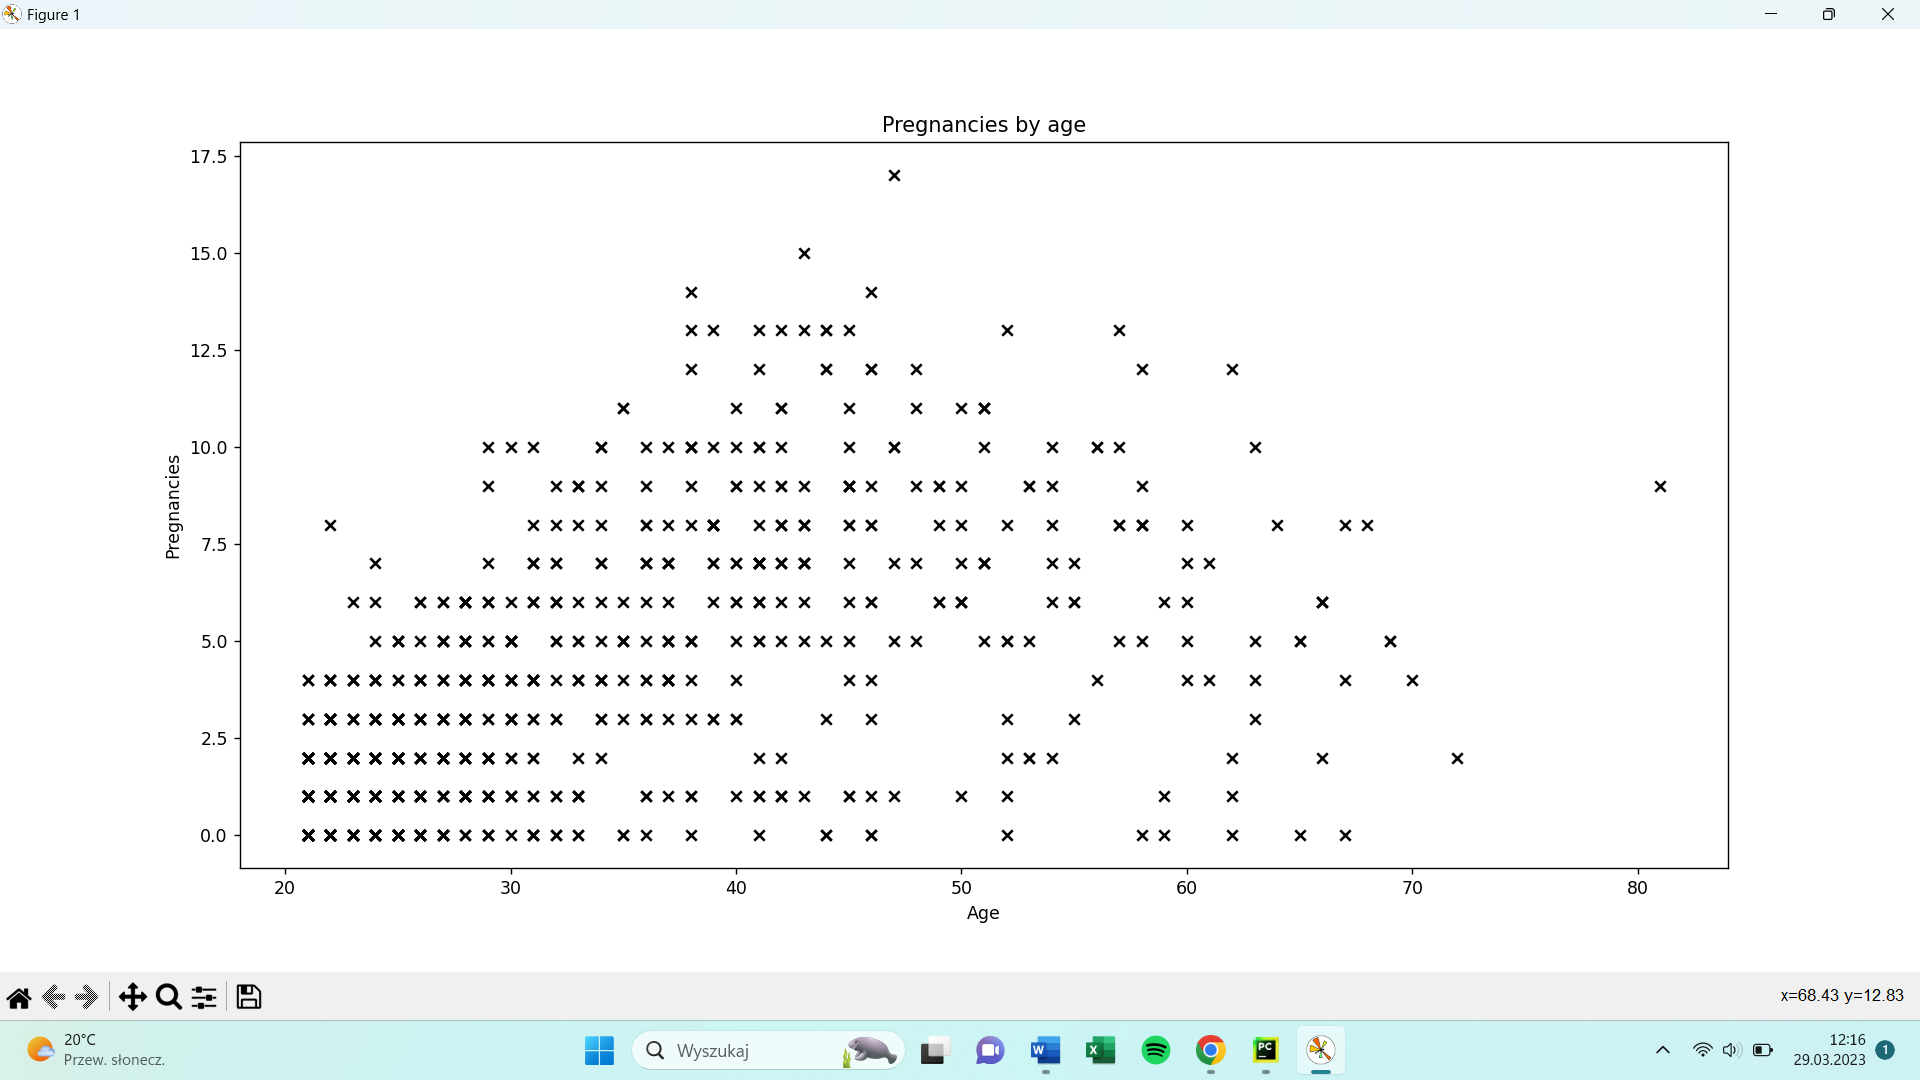 Figure 1
Pregnancies by age
17.5
15.0
12.5
10.0
7.5
5.0
2.5
0.0
Pregnancies
20 30 40 50 60 70 80
Age
x=68.43 y=12.83
20°C
Przew. słonecz.
Wyszukaj
W
X
PC
12:16
29.03.2023
1